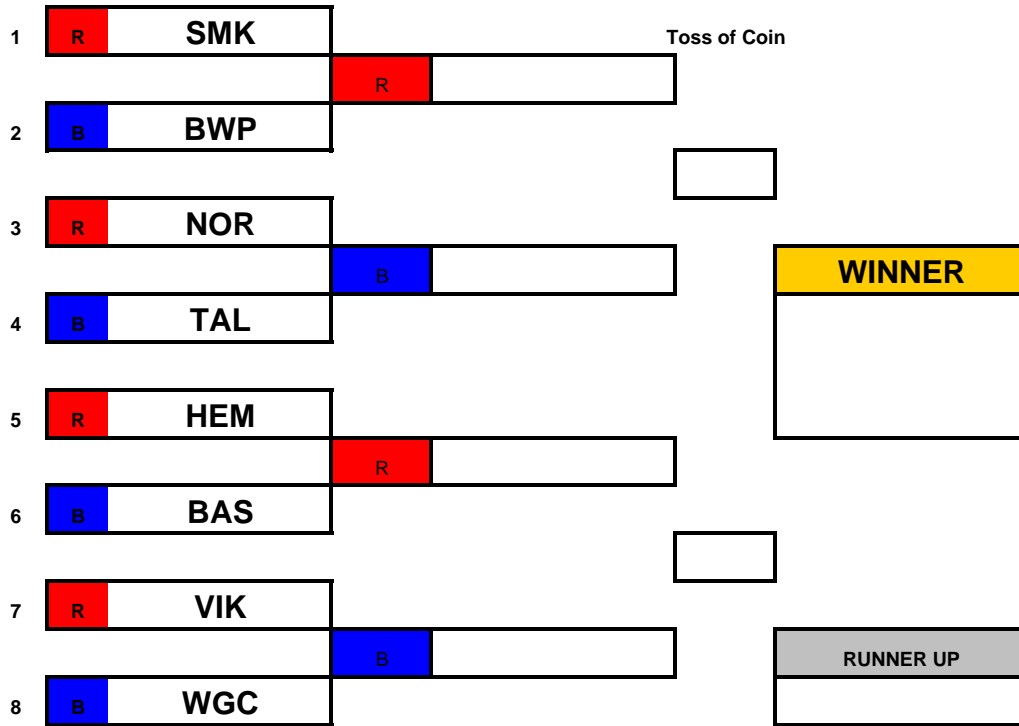 1 R SMK Toss of Coin
R
2 B BWP
3 R NOR
B WINNER
4 B TAL
5 R HEM
R
6 B BAS
7 R VIK
B RUNNER UP
8 B WGC